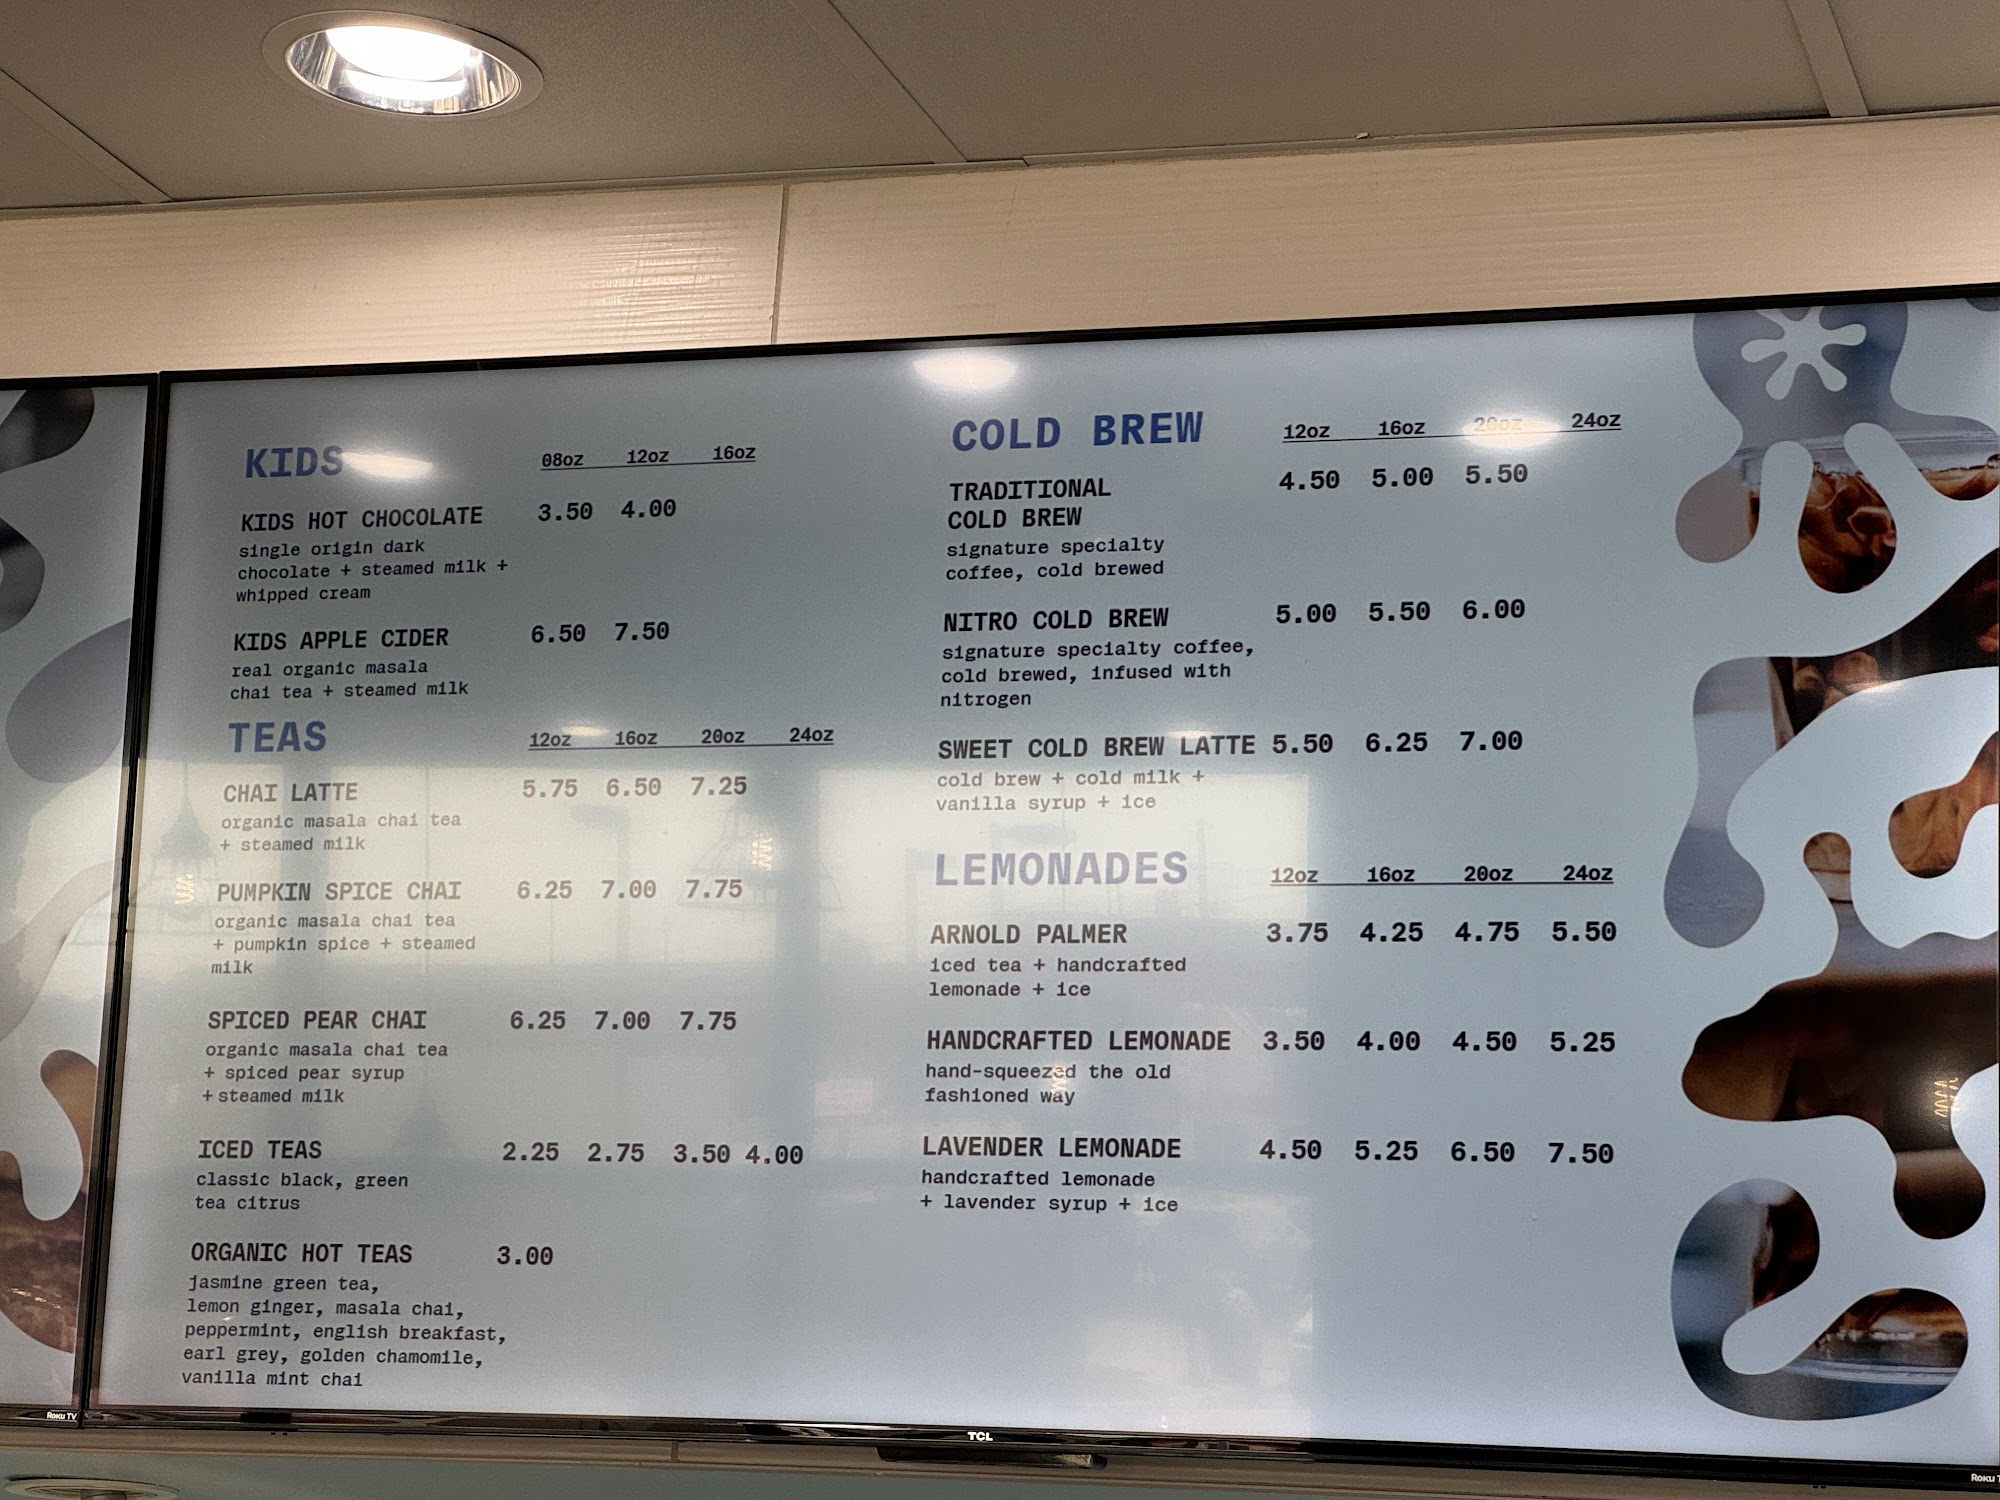 KIDS 08oz 12oz 16oz
KIDS HOT CHOCOLATE 3.50 4.00
single origin dark
chocolate + steamed milk +
whipped cream
KIDS APPLE CIDER 6.50 7.50
real organic masala
chai tea + steamed milk
TEAS 12oz 16oz 20oz 24oz
CHAI LATTE 5.75 6.50 7.25
organic masala chai tea
+ steamed milk
PUMPKIN SPICE CHAI 6.25 7.00 7.75
organic masala chai tea
+ pumpkin spice + steamed
milk
SPICED PEAR CHAI 6.25 7.00 7.75
organic masala chai tea
+ spiced pear syrup
+ steamed milk
ICED TEAS 2.25 2.75 3.50 4.00
classic black, green
tea citrus
ORGANIC HOT TEAS 3.00
jasmine green tea,
lemon ginger, masala chai,
peppermint, english breakfast,
earl grey, golden chamomile,
vanilla mint chai
COLD BREW 12oz 16oz 20oz 24oz
TRADITIONAL 4.50 5.00 5.50
COLD BREW
signature specialty
coffee, cold brewed
NITRO COLD BREW 5.00 5.50 6.00
signature specialty coffee,
cold brewed, infused with
nitrogen
SWEET COLD BREW LATTE 5.50 6.25 7.00
cold brew + cold milk +
vanilla syrup + ice
LEMONADES 12oz 16oz 20oz 24oz
ARNOLD PALMER 3.75 4.25 4.75 5.50
iced tea + handcrafted
lemonade + ice
HANDCRAFTED LEMONADE 3.50 4.00 4.50 5.25
hand-squeezed the old
fashioned way
LAVENDER LEMONADE 4.50 5.25 6.50 7.50
handcrafted lemonade
+ lavender syrup + ice
Roku TV
TCL
Roku T